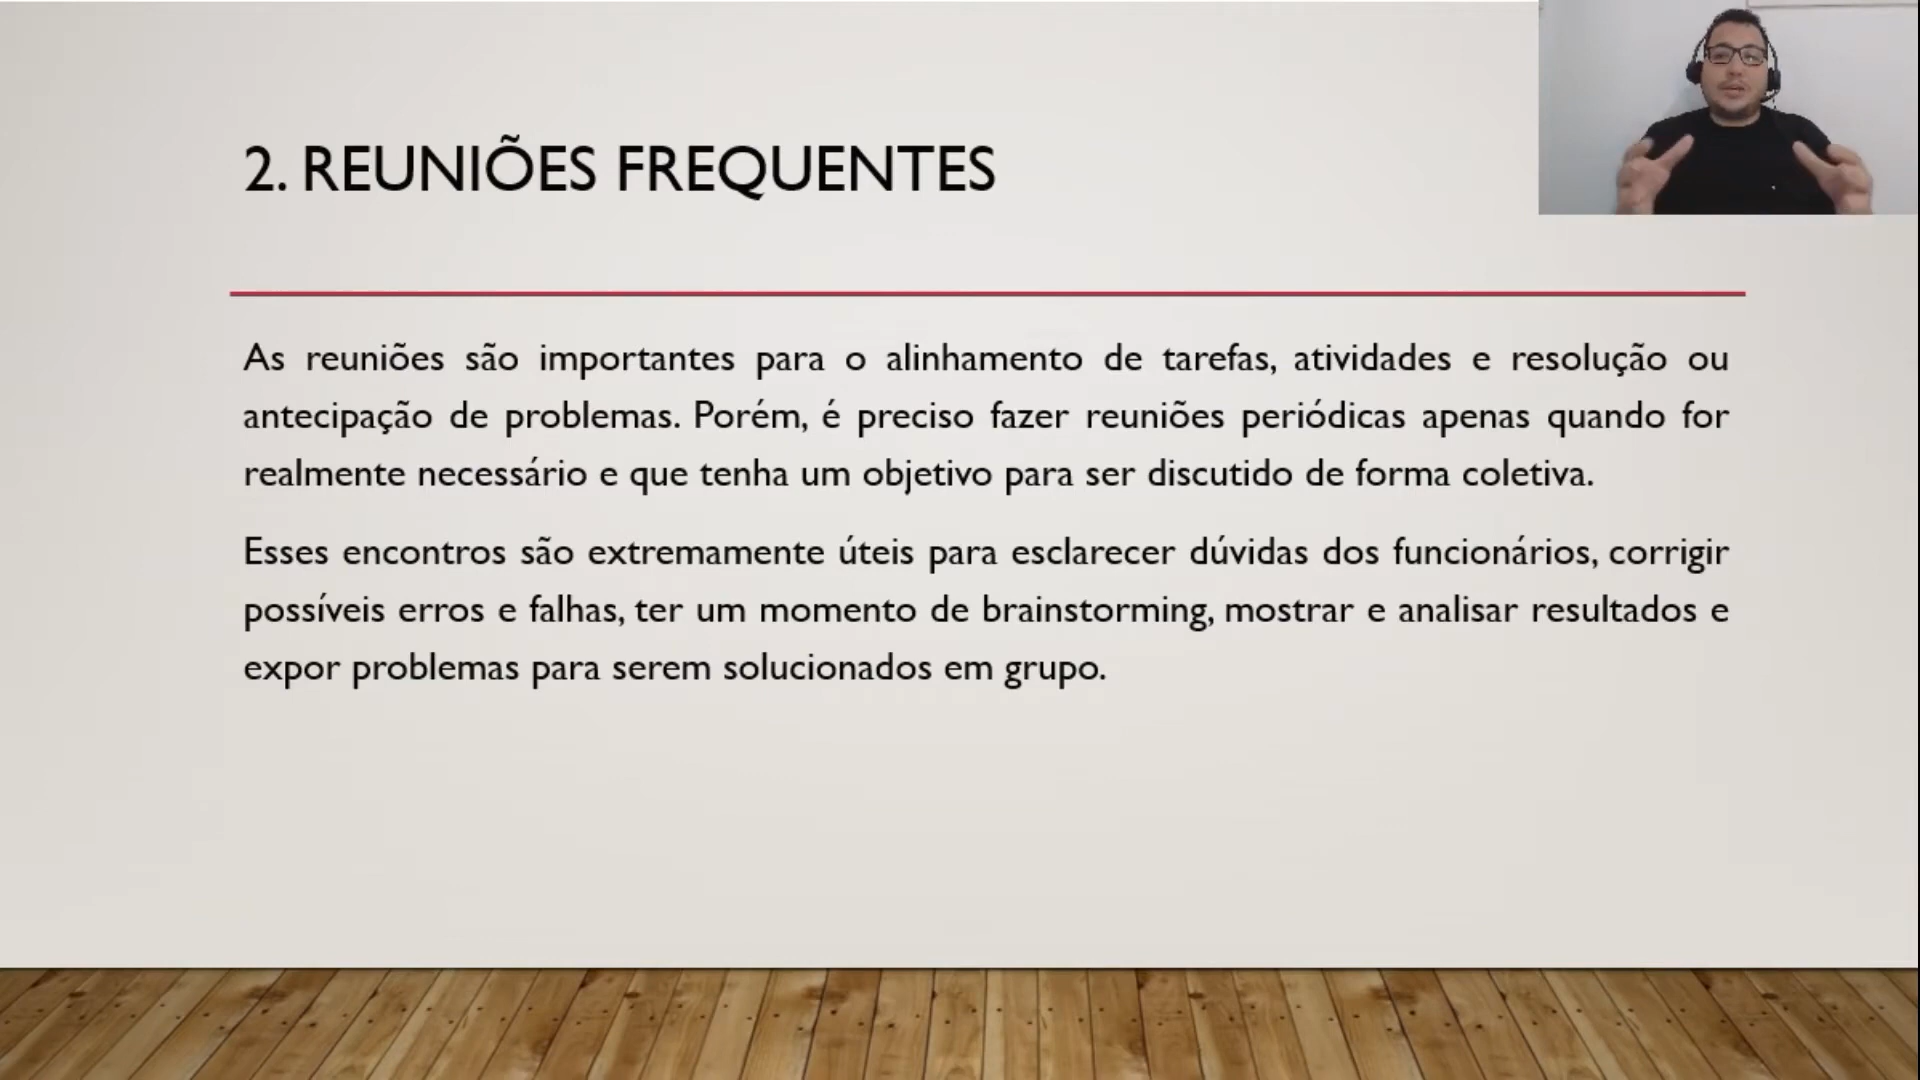 2. REUNIÕES FREQUENTES
As reuniões são importantes para o alinhamento de tarefas, atividades e resolução ou
antecipação de problemas. Porém, é preciso fazer reuniões periódicas apenas quando for
realmente necessário e que tenha um objetivo para ser discutido de forma coletiva.
Esses encontros são extremamente úteis para esclarecer dúvidas dos funcionários, corrigir
possíveis erros e falhas, ter um momento de brainstorming, mostrar e analisar resultados e
expor problemas para serem solucionados em grupo.